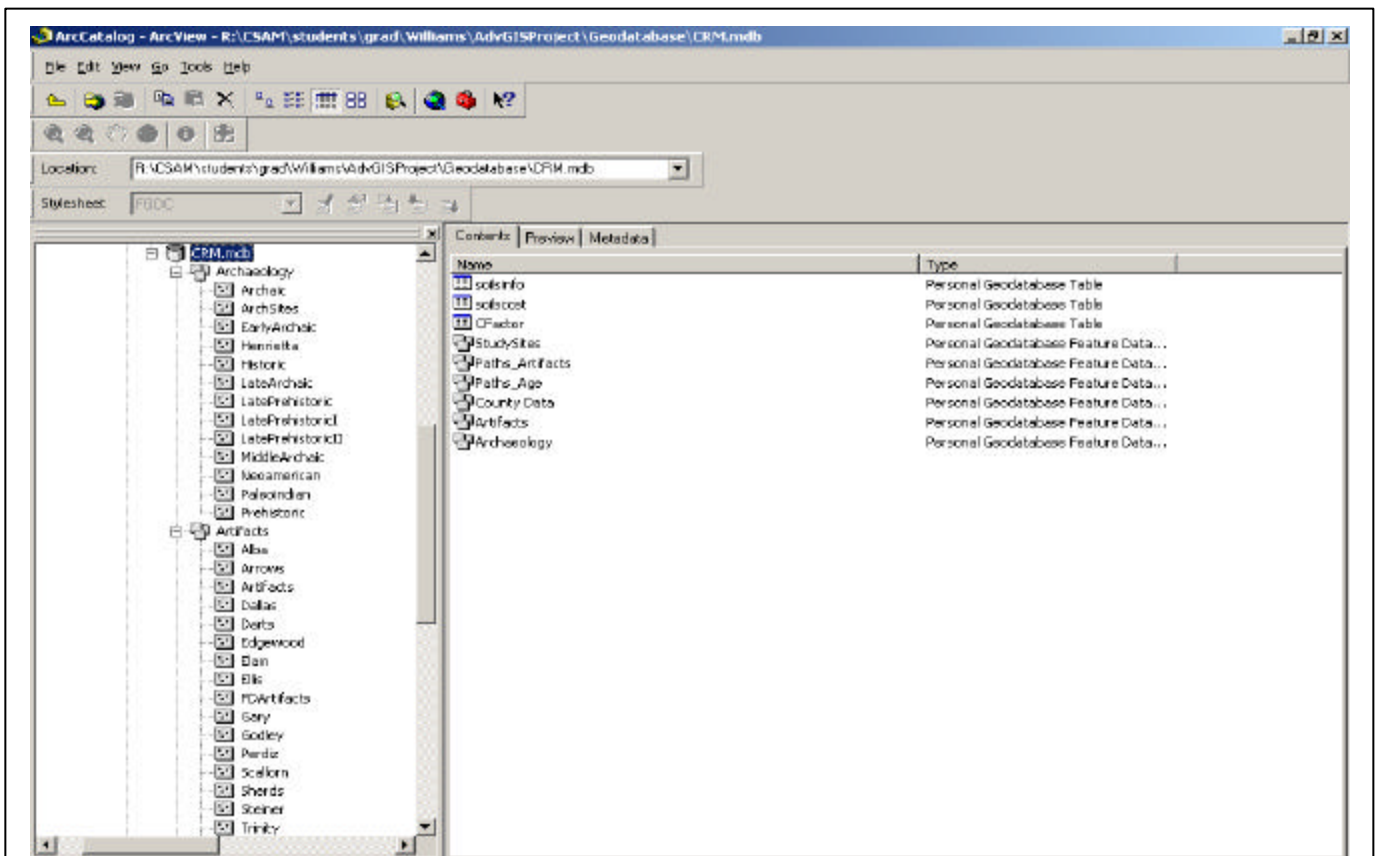 ArcCatalog - ArcView - R:\CSAM\students\grad\Williams\AdvGISProject\Geodatabase\CRM.mdb
File Edit View Go Tools Help
Location: R:\CSAM\students\grad\Williams\AdvGISProject\Geodatabase\CRM.mdb
Stylesheet: FGDC
Contents Preview Metadata
Name Type
soilsinfo Personal Geodatabase Table
soilscost Personal Geodatabase Table
CFactor Personal Geodatabase Table
StudySites Personal Geodatabase Feature Data...
Paths_Artifacts Personal Geodatabase Feature Data...
Paths_Age Personal Geodatabase Feature Data...
County Data Personal Geodatabase Feature Data...
Artifacts Personal Geodatabase Feature Data...
Archaeology Personal Geodatabase Feature Data...
CRM.mdb
Archaeology
Archaic
ArchSites
EarlyArchaic
Henrietta
Historic
LateArchaic
LatePrehistoric
LatePrehistoricI
LatePrehistoricII
MiddleArchaic
Neoamerican
Paleoindian
Prehistoric
Artifacts
Alba
Arrows
Artifacts
Dallas
Darts
Edgewood
Elam
Ellis
FCArtifacts
Gary
Godley
Perdiz
Scallorn
Sherds
Steiner
Trinity